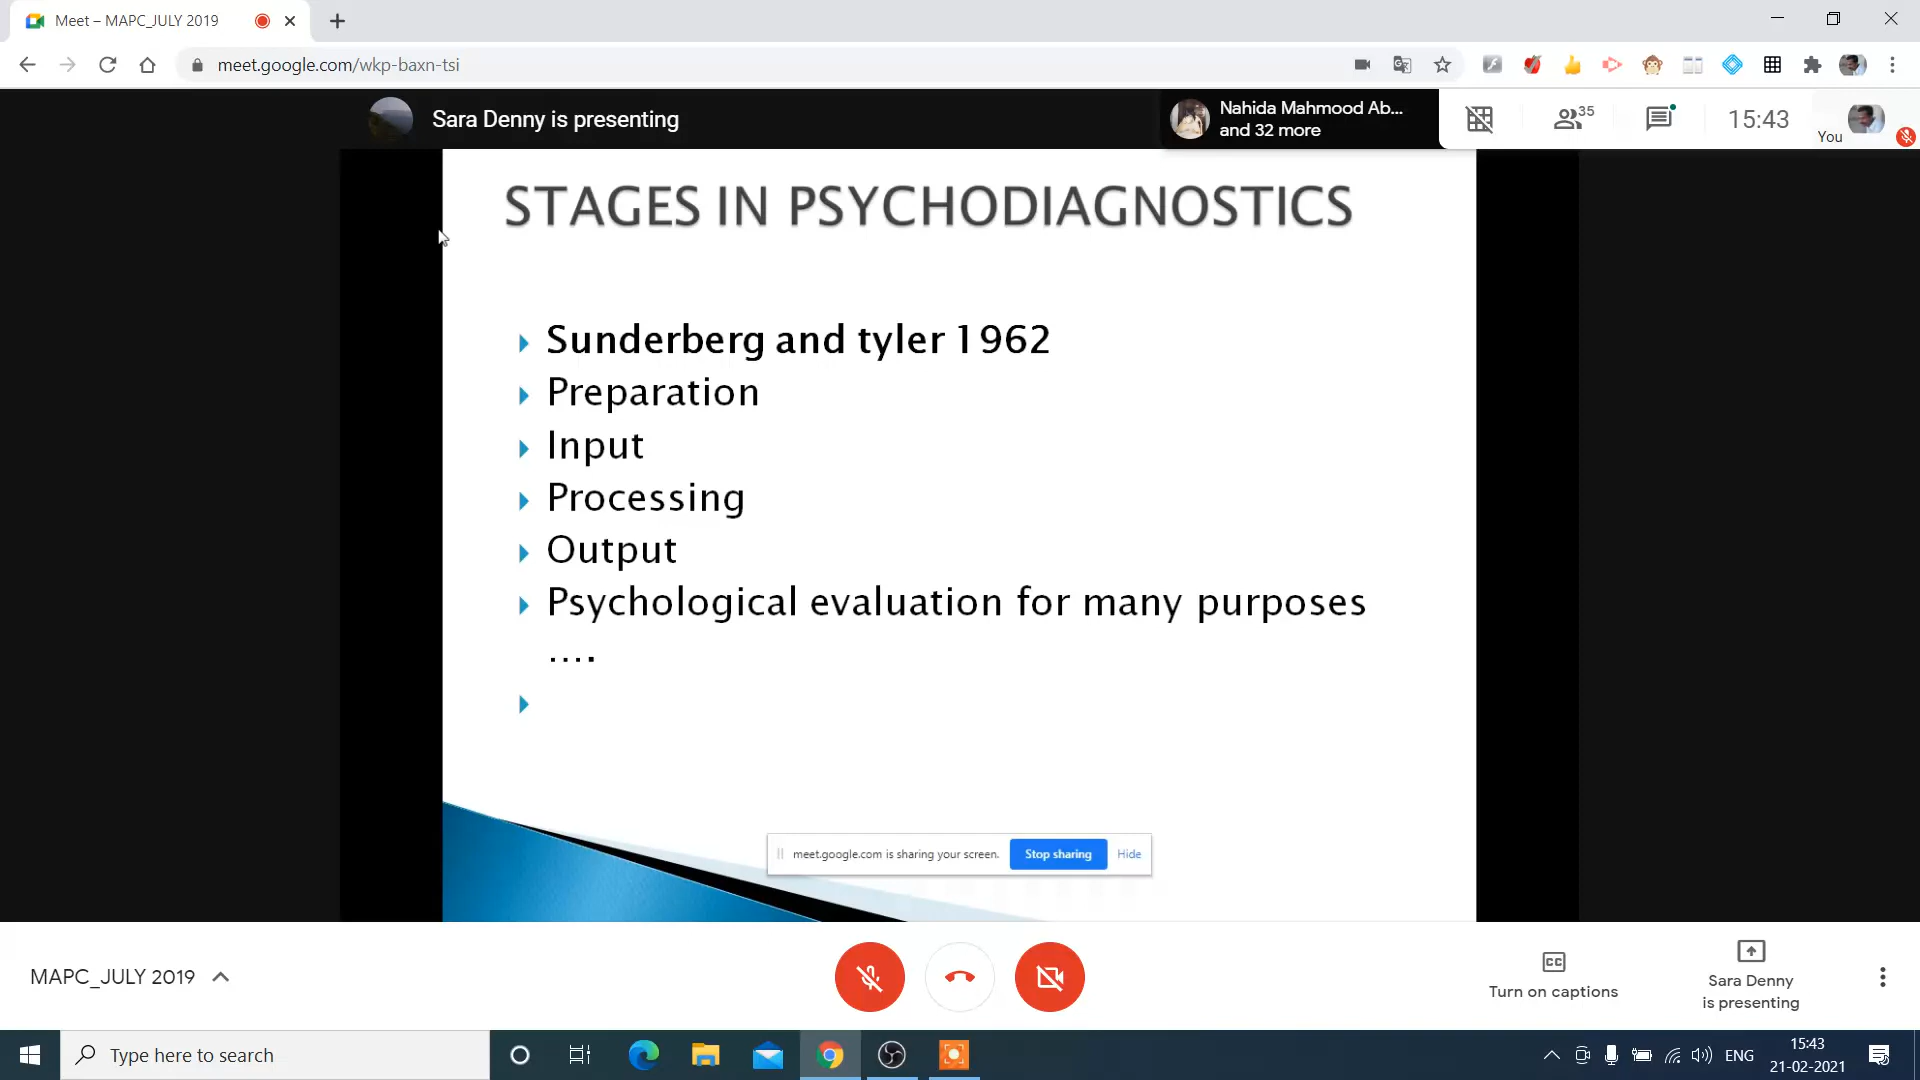 Meet – MAPC_JULY 2019
meet.google.com/wkp-baxn-tsi
Sara Denny is presenting
Nahida Mahmood Ab...
and 32 more
35
15:43
You
STAGES IN PSYCHODIAGNOSTICS
Sunderberg and tyler 1962
Preparation
Input
Processing
Output
Psychological evaluation for many purposes
....
meet.google.com is sharing your screen.
Stop sharing
Hide
MAPC_JULY 2019
CC
Turn on captions
Sara Denny
is presenting
Type here to search
ENG
15:43
21-02-2021